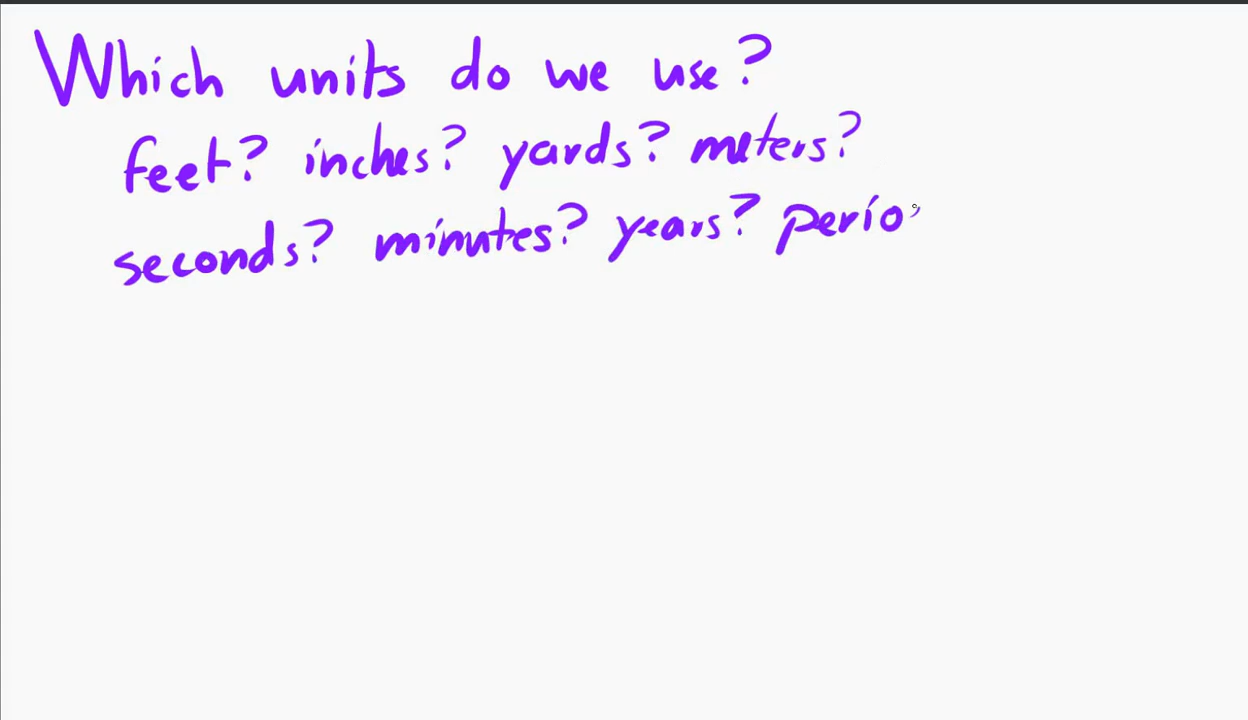 Which units do we use?
feet? inches? yards? meters?
seconds? minutes? years? perio